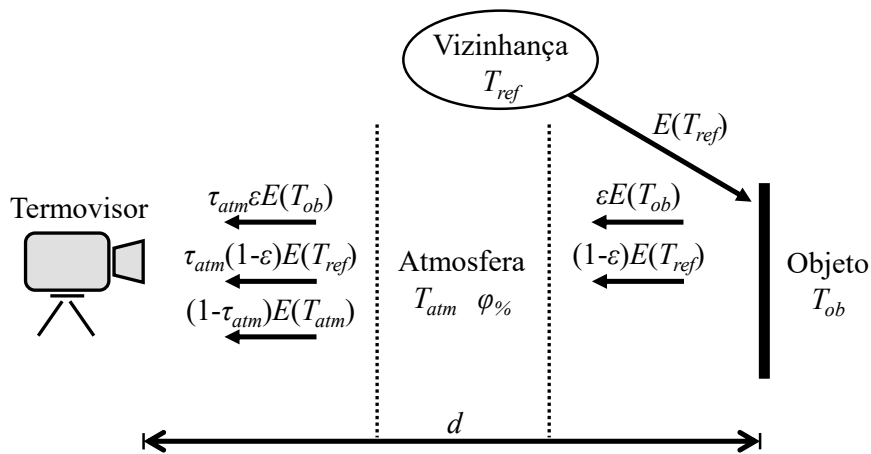 Vizinhança
T_ref
E(T_ref)
Termovisor
τ_atm εE(T_ob)
εE(T_ob)
τ_atm(1-ε)E(T_ref)
Atmosfera
(1-ε)E(T_ref)
Objeto
(1-τ_atm)E(T_atm)
T_atm φ_%
T_ob
d